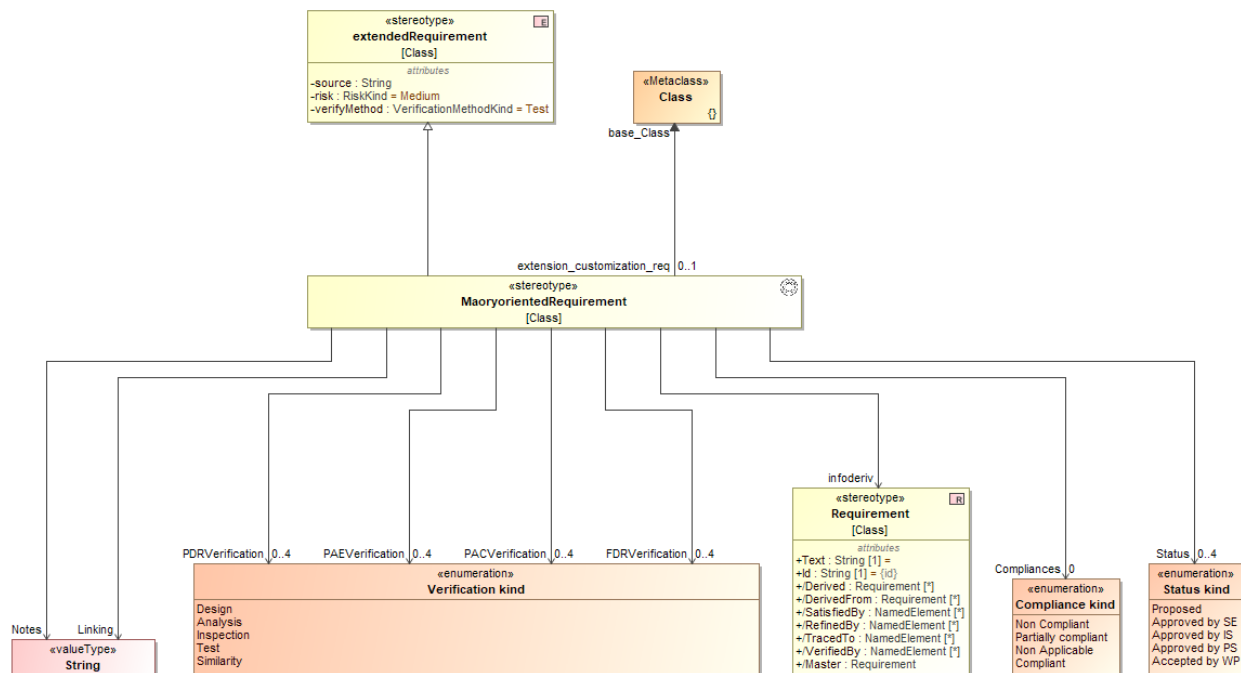 «stereotype»
E
extendedRequirement
[Class]
attributes
-source : String
-risk : RiskKind = Medium
-verifyMethod : VerificationMethodKind = Test
«Metaclass»
Class
{}
base_Class
extension_customization_req 0..1
«stereotype»
MaoryorientedRequirement
[Class]
infoderiv
«stereotype»
R
Requirement
[Class]
attributes
+Text : String [1] =
+Id : String [1] = {id}
+/Derived : Requirement [*]
+/DerivedFrom : Requirement [*]
+/SatisfiedBy : NamedElement [*]
+/RefinedBy : NamedElement [*]
+/TracedTo : NamedElement [*]
+/VerifiedBy : NamedElement [*]
+/Master : Requirement
PDRVerification 0..4
PAEVerification 0..4
PACVerification 0..4
FDRVerification 0..4
«enumeration»
Verification kind
Design
Analysis
Inspection
Test
Similarity
Compliances 0
«enumeration»
Compliance kind
Non Compliant
Partially compliant
Non Applicable
Compliant
Status 0..4
«enumeration»
Status kind
Proposed
Approved by SE
Approved by IS
Approved by PS
Accepted by WP
Notes
Linking
«valueType»
String